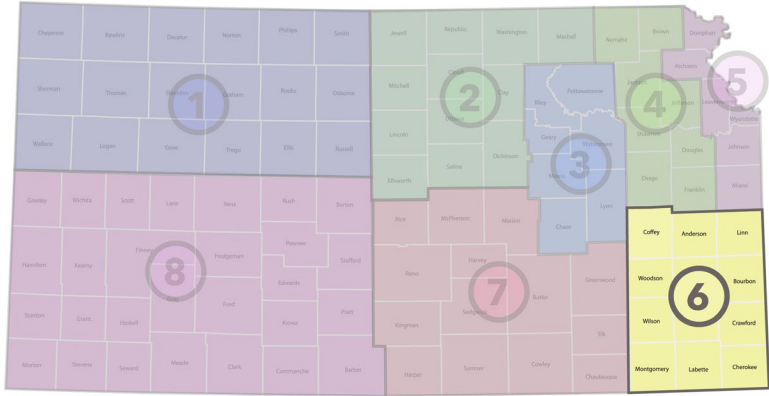 Cheyenne Rawlins Decatur Norton Phillips Smith Jewell Republic Washington Marshall Nemaha Brown Doniphan
Sherman Thomas Sheridan Graham Rooks Osborne Mitchell Cloud Clay Riley Pottawatomie Jackson Atchison
1 2 4 5
Jefferson Leavenworth Wyandotte
Wallace Logan Gove Trego Ellis Russell Lincoln Ottawa Geary Wabaunsee Shawnee Douglas Johnson
Ellsworth Saline Dickinson Morris 3 Osage Franklin Miami
Greeley Wichita Scott Lane Ness Rush Barton Rice McPherson Marion Chase Lyon Coffey Anderson Linn
Hamilton Kearny Finney Hodgeman Pawnee Stafford Reno Harvey Greenwood Woodson Bourbon
8 7 6
Edwards
Stanton Grant Haskell Gray Ford Kiowa Pratt Kingman Sedgwick Butler Elk Wilson Crawford
Morton Stevens Seward Meade Clark Comanche Barber Harper Sumner Cowley Chautauqua Montgomery Labette Cherokee